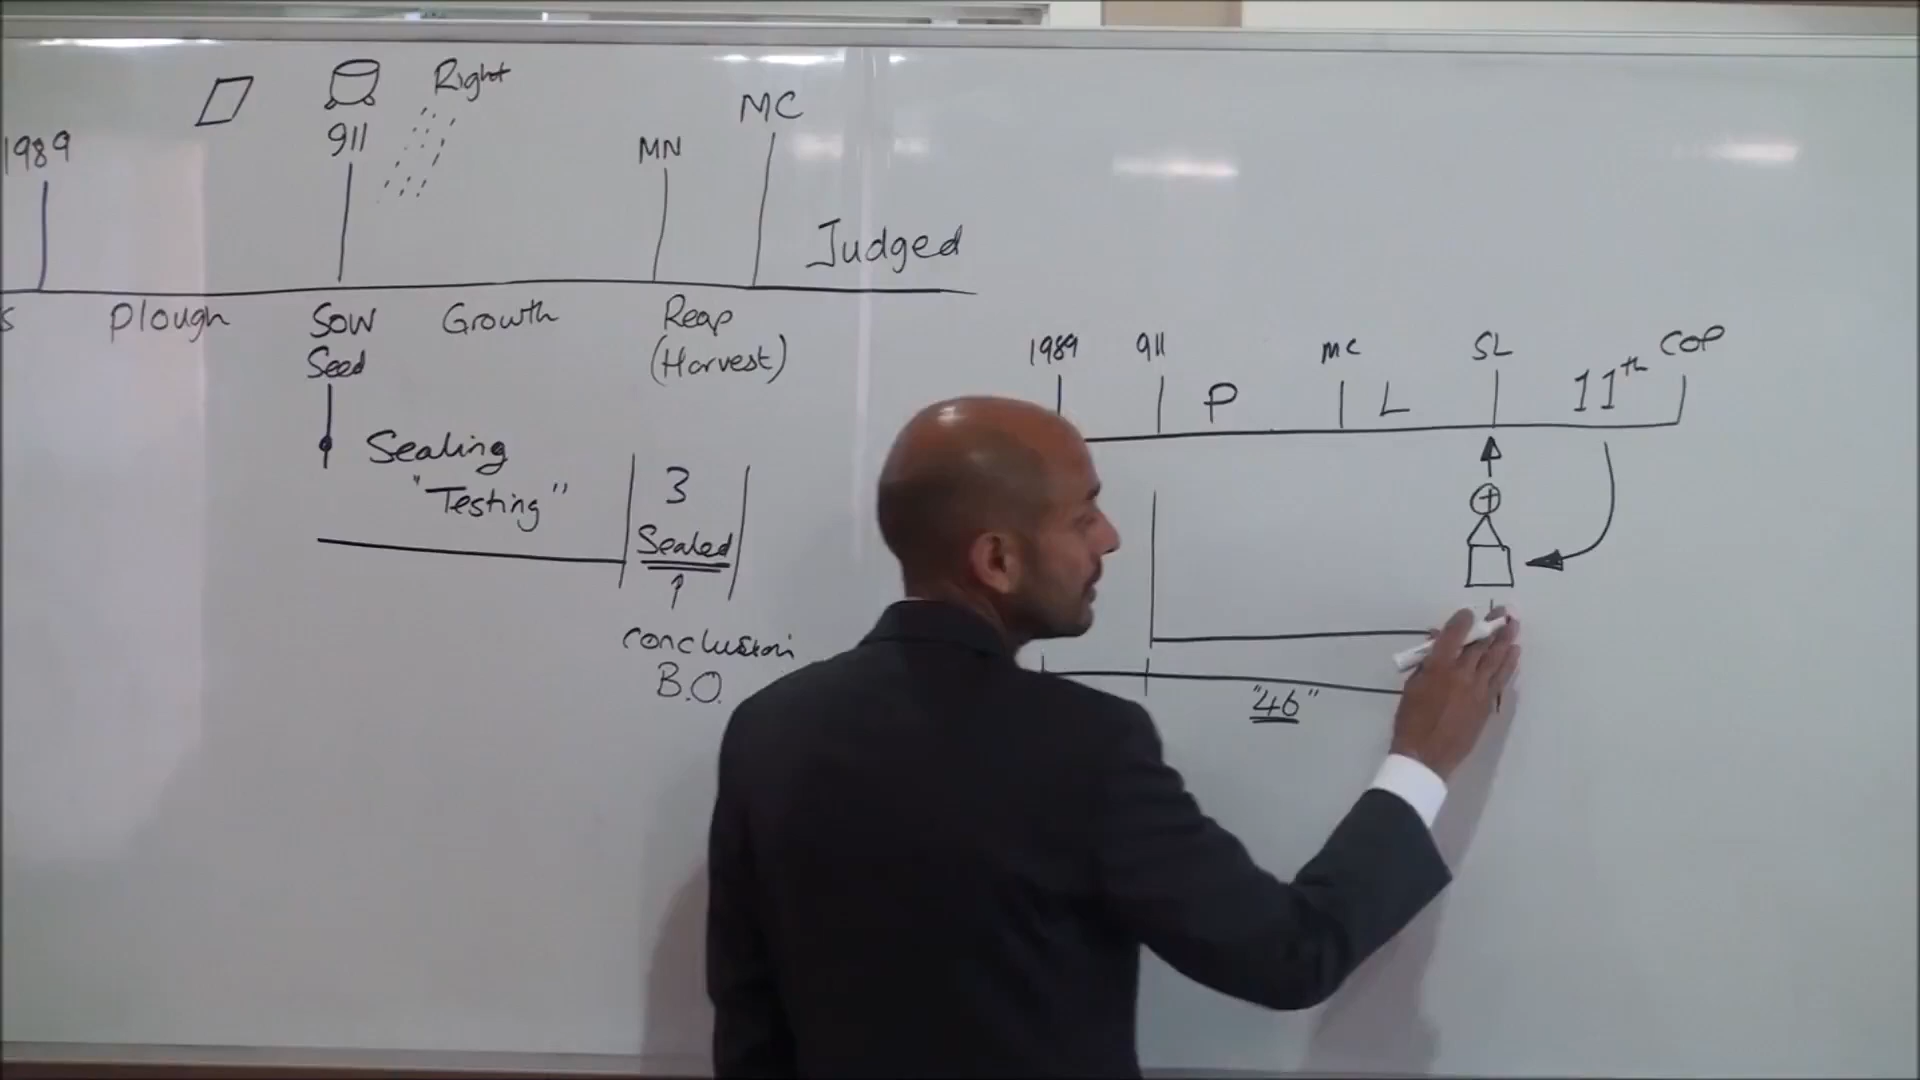 Right
1989
911
MN
MC
Judged
s
Plough
Sow
Seed
Growth
Reap
(Harvest)
Sealing
"Testing"
3
Sealed
conclusion
B.O.
1989
911
P
MC
L
SL
11th
COP
"46"